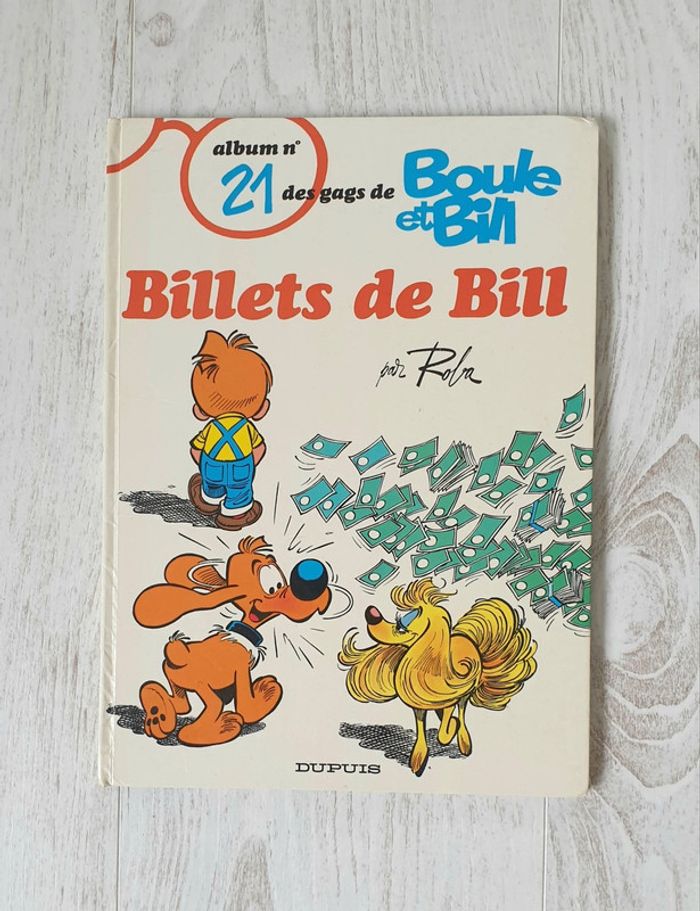 album n°
21 des gags de Boule
et Bill
Billets de Bill
par Roba
DUPUIS